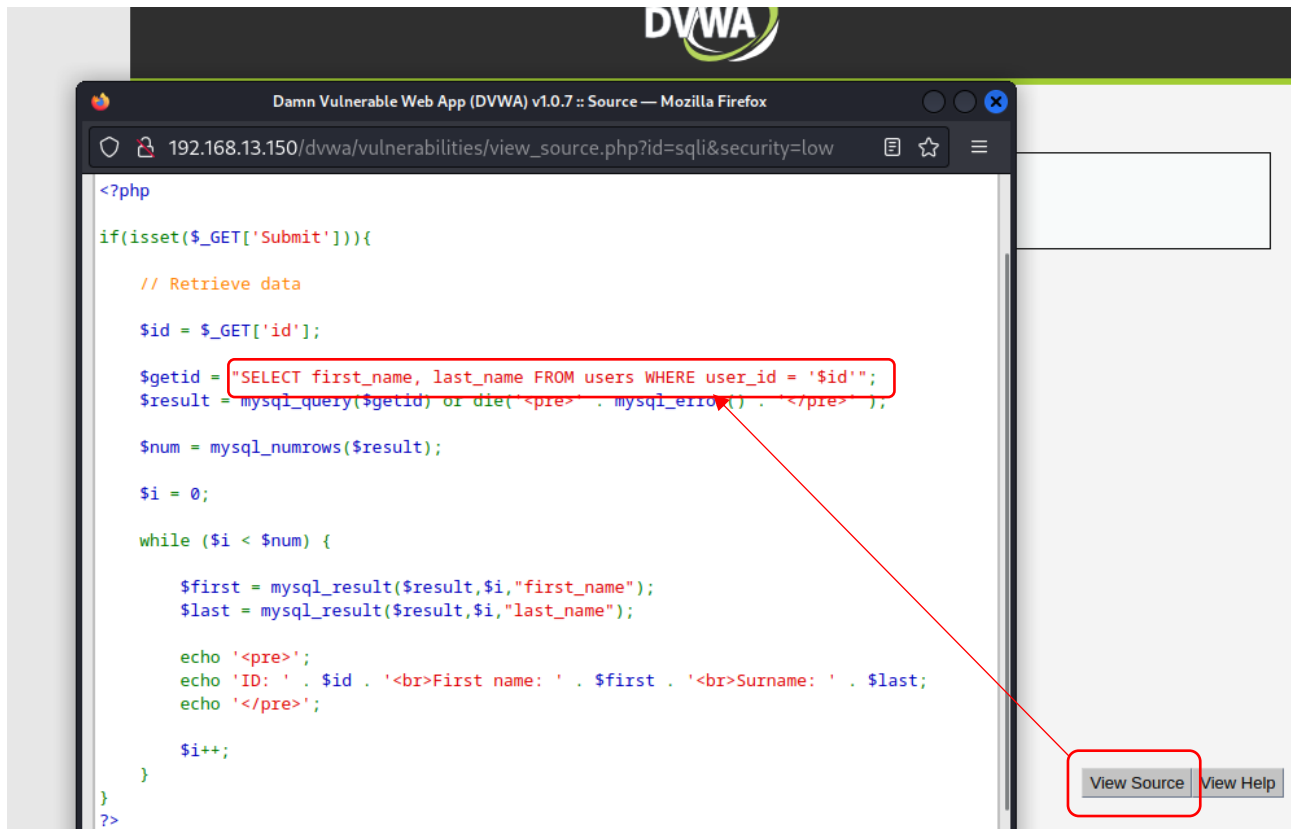 DVWA
Damn Vulnerable Web App (DVWA) v1.0.7 :: Source — Mozilla Firefox
192.168.13.150/dvwa/vulnerabilities/view_source.php?id=sqli&security=low
<?php
if(isset($_GET['Submit'])){
// Retrieve data
$id = $_GET['id'];
$getid = "SELECT first_name, last_name FROM users WHERE user_id = '$id'";
$result = mysql_query($getid) or die('<pre>' . mysql_error() . '</pre>' );
$num = mysql_numrows($result);
$i = 0;
while ($i < $num) {
$first = mysql_result($result,$i,"first_name");
$last = mysql_result($result,$i,"last_name");
echo '<pre>';
echo 'ID: ' . $id . '<br>First name: ' . $first . '<br>Surname: ' . $last;
echo '</pre>';
$i++;
}
}
?>
View Source View Help